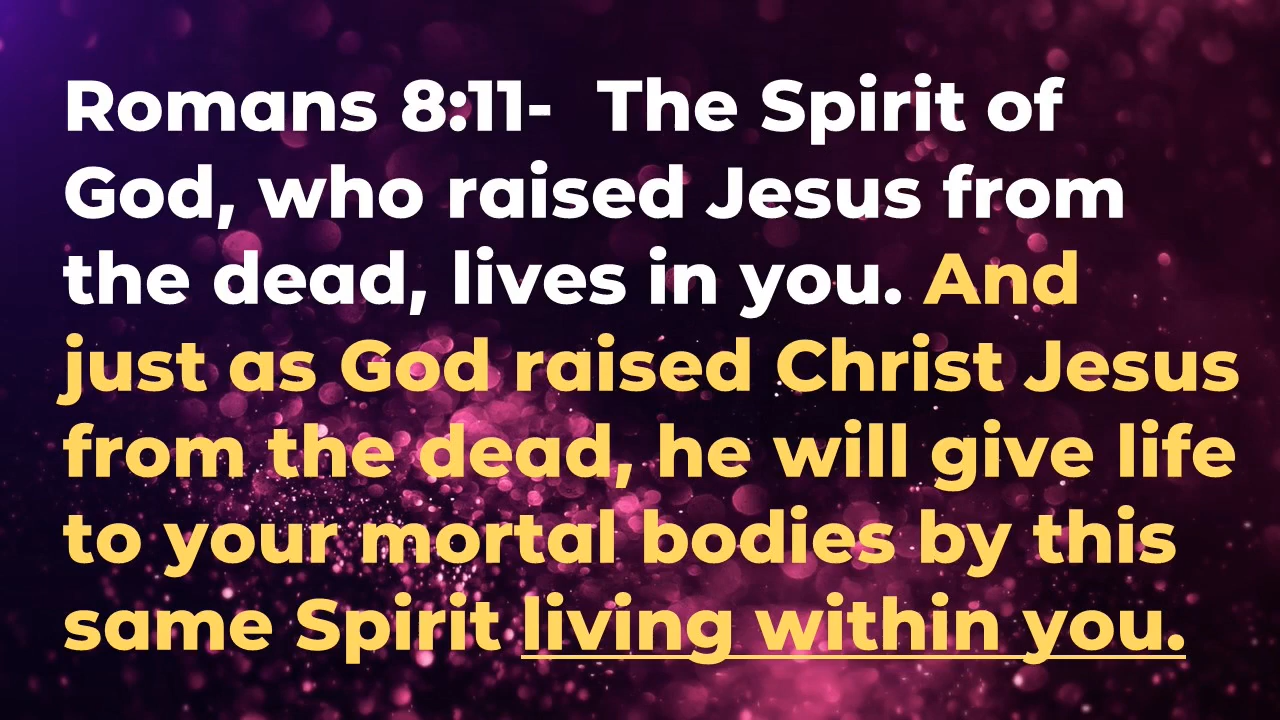 Romans 8:11-  The Spirit of
God, who raised Jesus from
the dead, lives in you. And
just as God raised Christ Jesus
from the dead, he will give life
to your mortal bodies by this
same Spirit living within you.